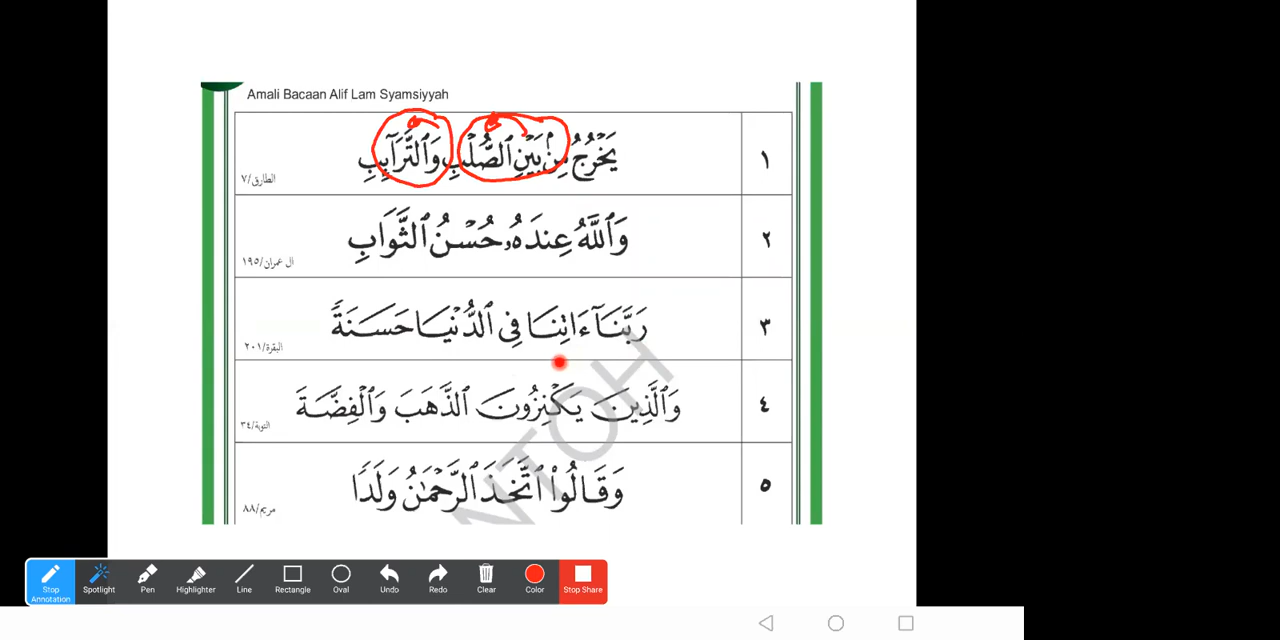 Amali Bacaan Alif Lam Syamsiyyah
١ يَخۡرُجُ مِنۢ بَيۡنِ ٱلصُّلۡبِ وَٱلتَّرَآئِبِ الطارق/٧
٢ وَٱللَّهُ عِندَهُۥ حُسۡنُ ٱلثَّوَابِ ال عمران/١٩٥
٣ رَبَّنَآ ءَاتِنَا فِي ٱلدُّنۡيَا حَسَنَةٗ البقرة/٢٠١
٤ وَٱلَّذِينَ يَكۡنِزُونَ ٱلذَّهَبَ وَٱلۡفِضَّةَ التوبة/٣٤
٥ وَقَالُواْ ٱتَّخَذَ ٱلرَّحۡمَٰنُ وَلَدٗا مريم/٨٨
NTOH
Stop Annotation Spotlight Pen Highlighter Line Rectangle Oval Undo Redo Clear Color Stop Share